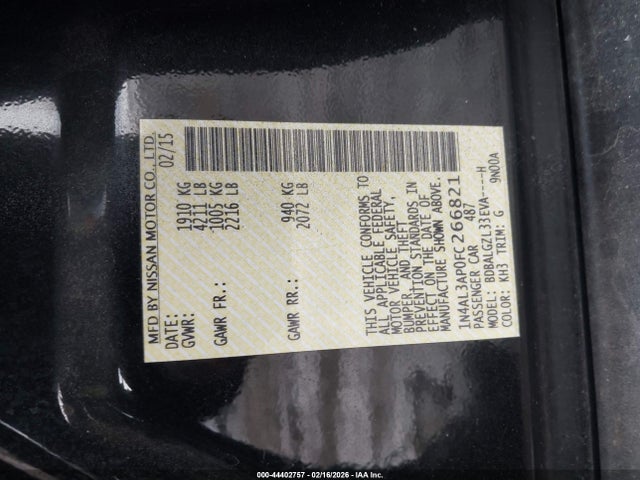 MFD BY NISSAN MOTOR CO., LTD.
DATE: 02/15
GVWR: 1910 KG
4211 LB
GAWR FR.: 1005 KG
2216 LB
GAWR RR.: 940 KG
2072 LB
THIS VEHICLE CONFORMS TO
ALL APPLICABLE FEDERAL
MOTOR VEHICLE SAFETY,
BUMPER, AND THEFT
PREVENTION STANDARDS IN
EFFECT ON THE DATE OF
MANUFACTURE SHOWN ABOVE.
1N4AL3AP0FC266821
PASSENGER CAR 487
MODEL: BDBALGZL33EVA----H
COLOR: KH3 TRIM: G 9N00A
000-44402757 - 02/16/2026 - IAA Inc.